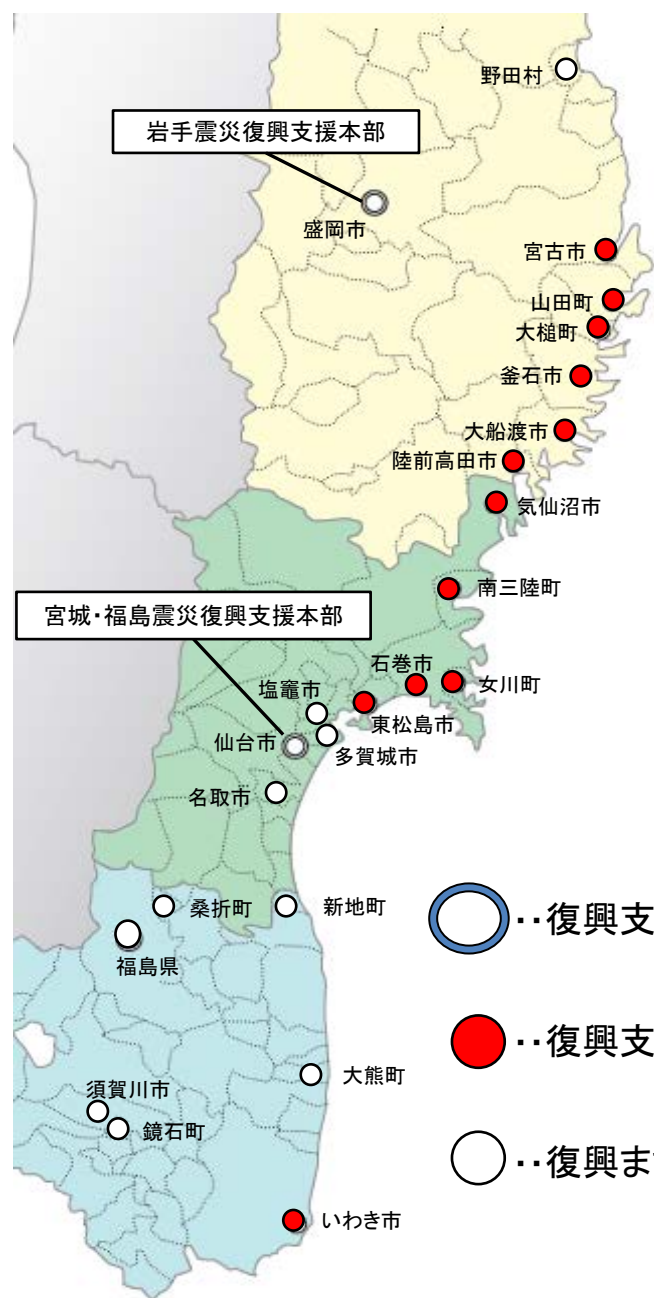 野田村
岩手震災復興支援本部
盛岡市
宮古市
山田町
大槌町
釜石市
大船渡市
陸前高田市
気仙沼市
南三陸町
宮城・福島震災復興支援本部
石巻市
女川町
塩竈市
東松島市
仙台市
多賀城市
名取市
桑折町
新地町
‥復興支
福島県
‥復興支
大熊町
須賀川市
鏡石町
‥復興ま
いわき市